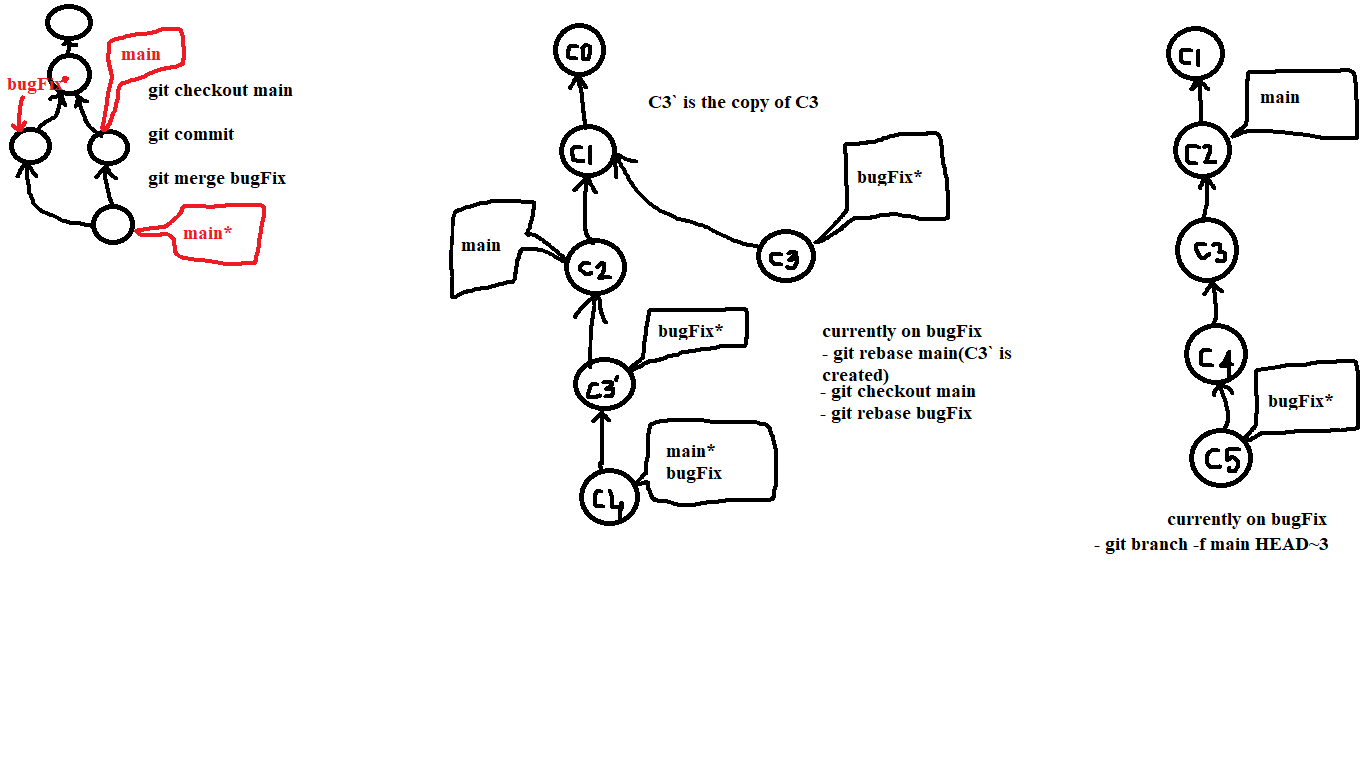 bugFix*
main
git checkout main
git commit
git merge bugFix
main*
C0
C3` is the copy of C3
C1
bugFix*
main
C2
C3
bugFix*
C3'
currently on bugFix
- git rebase main(C3` is
created)
- git checkout main
- git rebase bugFix
main*
bugFix
C4
C1
main
C2
C3
C4
bugFix*
C5
currently on bugFix
- git branch -f main HEAD~3